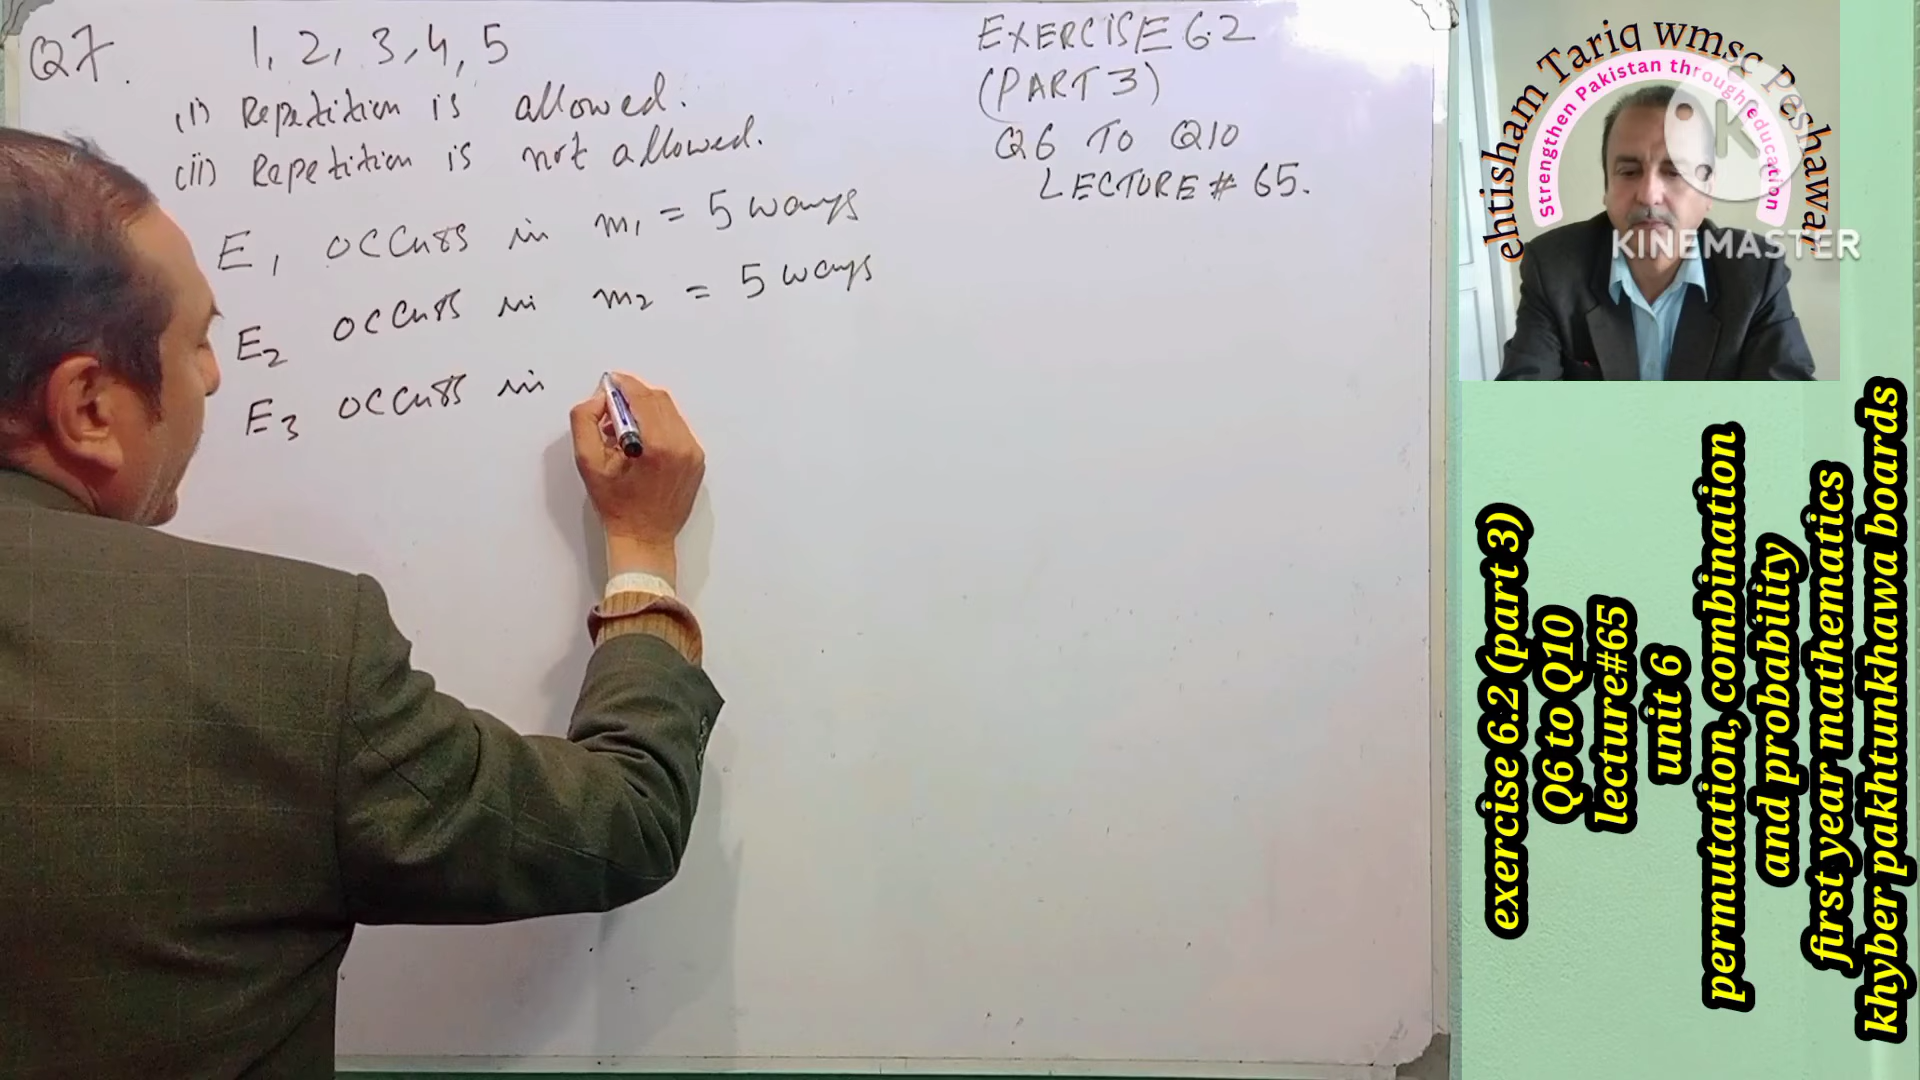 Q7. 1, 2, 3, 4, 5
(i) Repetition is allowed.
(ii) Repetition is not allowed.
E1 occurs in m1 = 5 ways
E2 occurs in m2 = 5 ways
E3 occurs in
EXERCISE 6.2
(PART 3)
Q6 TO Q10
LECTURE # 65.
ehtisham Tariq wmsg Peshawar
Strengthen Pakistan through education
K
KINEMASTER
exercise 6.2 (part 3)
Q6 to Q10
lecture#65
unit 6
permutation, combination
and probability
first year mathematics
khyber pakhtunkhawa boards